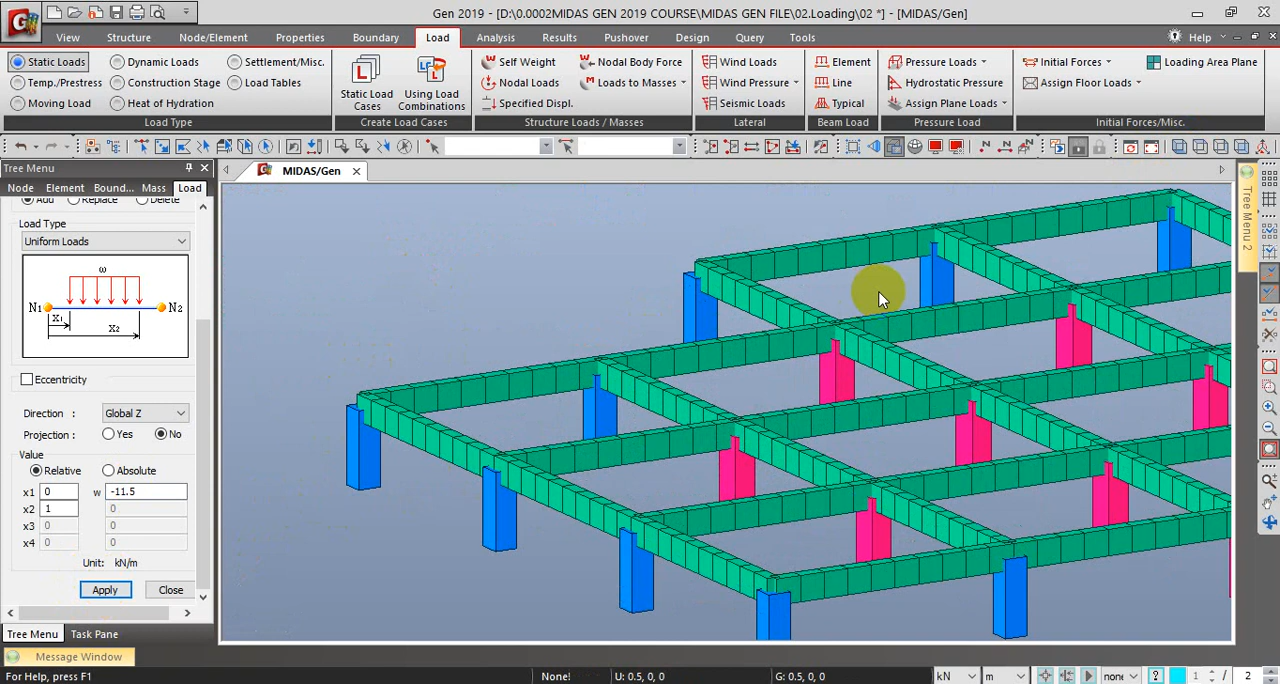 Gen 2019 - [D:\0.0002MIDAS GEN 2019 COURSE\MIDAS GEN FILE\02.Loading\02 *] - [MIDAS/Gen]
View Structure Node/Element Properties Boundary Load Analysis Results Pushover Design Query Tools Help
Static Loads Dynamic Loads Settlement/Misc.
Temp./Prestress Construction Stage Load Tables
Moving Load Heat of Hydration
Load Type
Static Load Cases
Using Load Combinations
Create Load Cases
Self Weight Nodal Body Force
Nodal Loads Loads to Masses
Specified Displ.
Structure Loads / Masses
Wind Loads
Wind Pressure
Seismic Loads
Lateral
Element
Line
Typical
Beam Load
Pressure Loads
Hydrostatic Pressure
Assign Plane Loads
Pressure Load
Initial Forces
Assign Floor Loads
Loading Area Plane
Initial Forces/Misc.
Tree Menu
MIDAS/Gen
Node Element Bound... Mass Load
Add Replace Delete
Load Type
Uniform Loads
ω
N1 N2
X1
X2
Eccentricity
Direction : Global Z
Projection : Yes No
Value
Relative Absolute
x1 0 w -11.5
x2 1 0
x3 0 0
x4 0 0
Unit: kN/m
Apply Close
Tree Menu Task Pane
Message Window
Tree Menu 2
For Help, press F1 None! U: 0.5, 0, 0 G: 0.5, 0, 0 kN m none ? 1 / 2